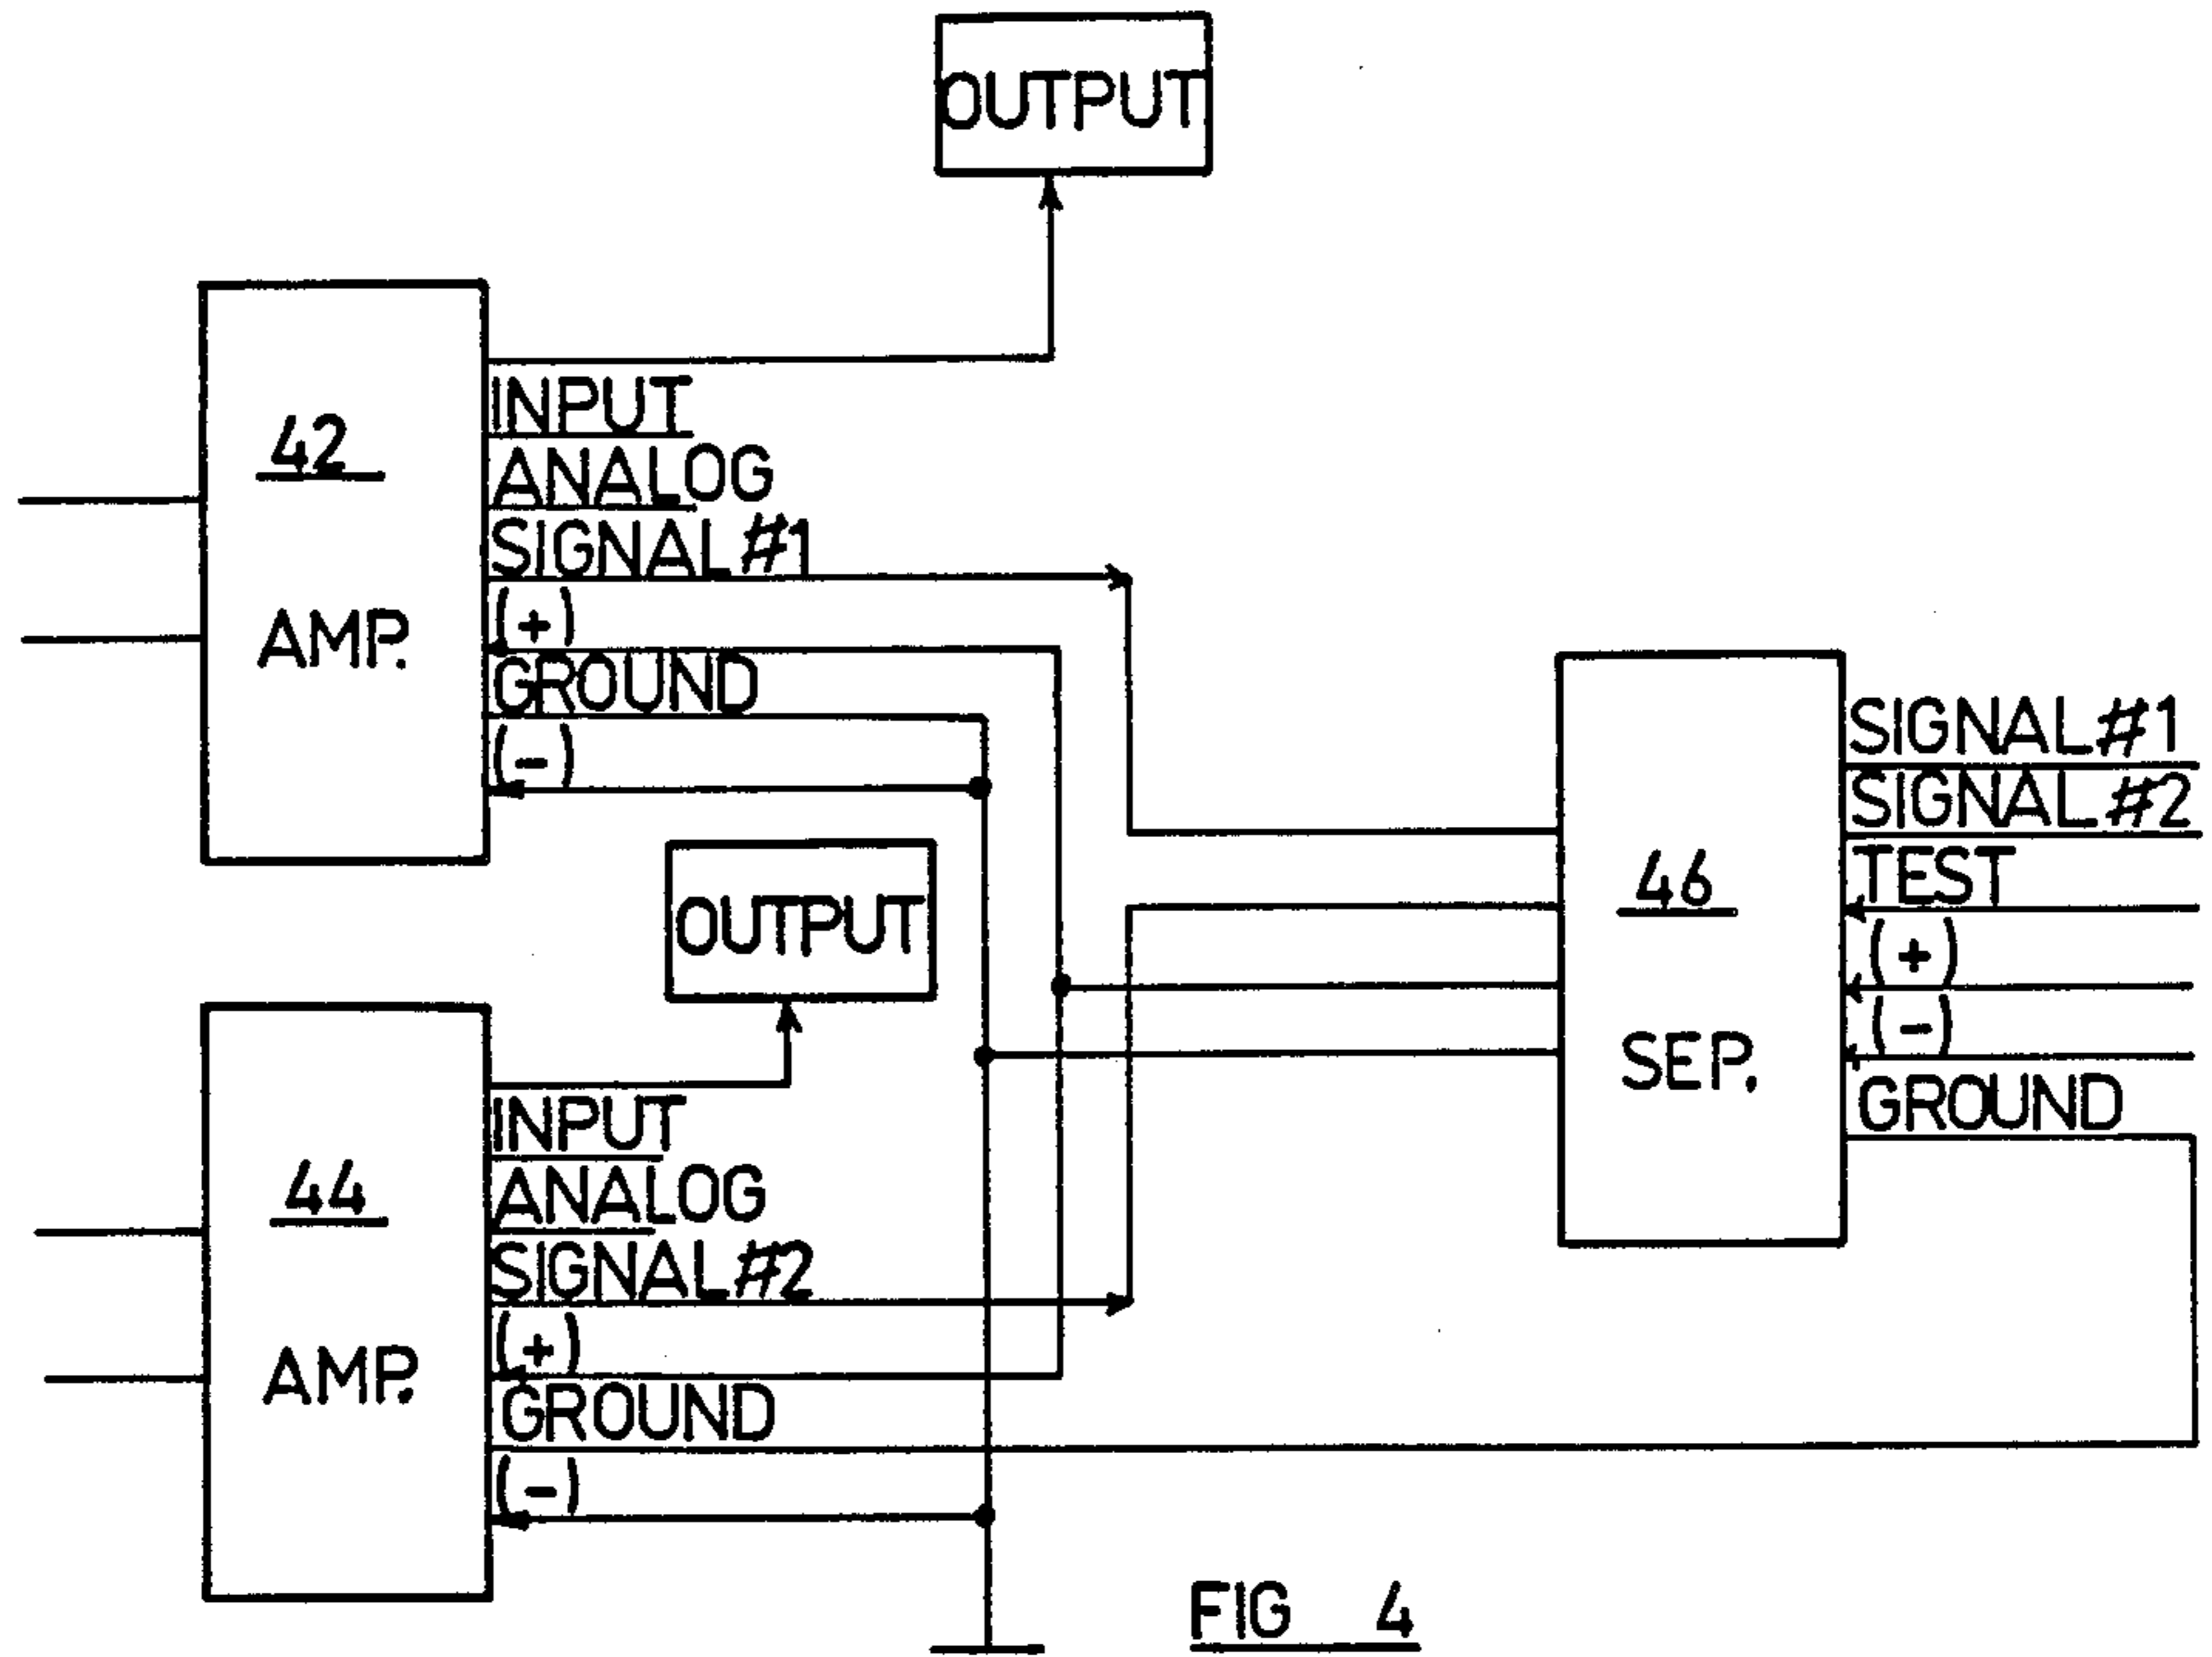 OUTPUT
42
AMP.
INPUT
ANALOG
SIGNAL #1
(+)
GROUND
(-)
OUTPUT
44
AMP.
INPUT
ANALOG
SIGNAL #2
(+)
GROUND
(-)
46
SEP.
SIGNAL #1
SIGNAL #2
TEST
(+)
(-)
GROUND
FIG 4